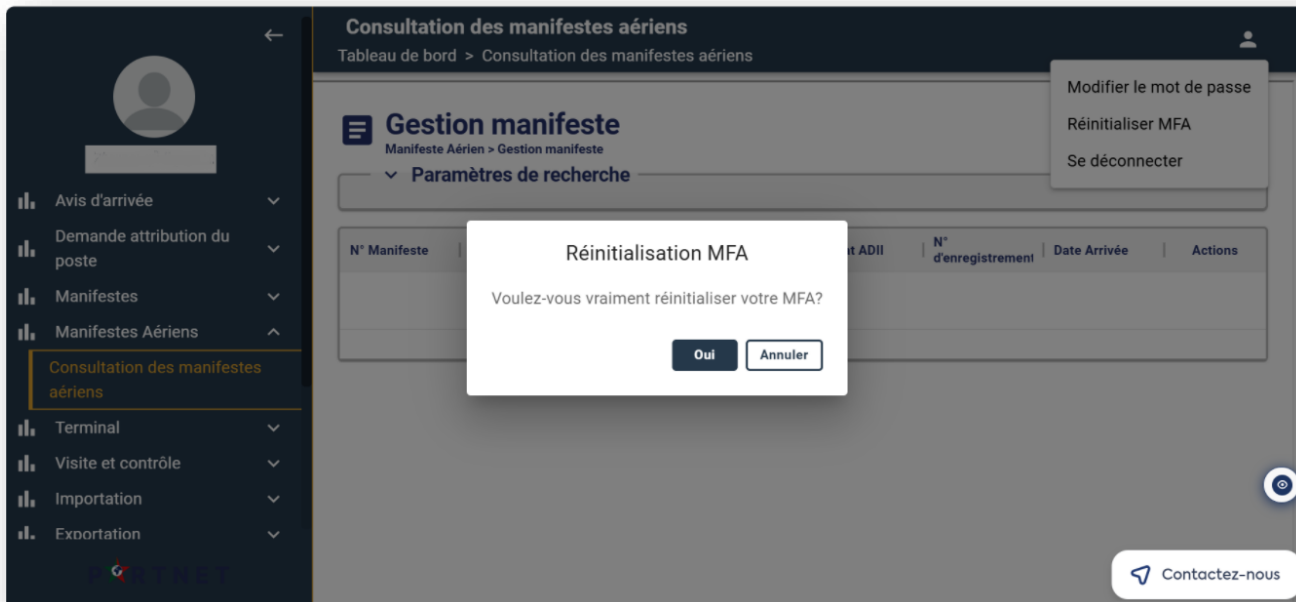 Consultation des manifestes aériens
Tableau de bord > Consultation des manifestes aériens
Modifier le mot de passe
Réinitialiser MFA
Se déconnecter
Gestion manifeste
Manifeste Aérien > Gestion manifeste
Paramètres de recherche
Avis d'arrivée
Demande attribution du
poste
Manifestes
Manifestes Aériens
Consultation des manifestes
aériens
Terminal
Visite et contrôle
Importation
Exportation
PORTNET
N° Manifeste
ADII
N°
d'enregistrement
Date Arrivée
Actions
Réinitialisation MFA
Voulez-vous vraiment réinitialiser votre MFA?
Oui
Annuler
Contactez-nous